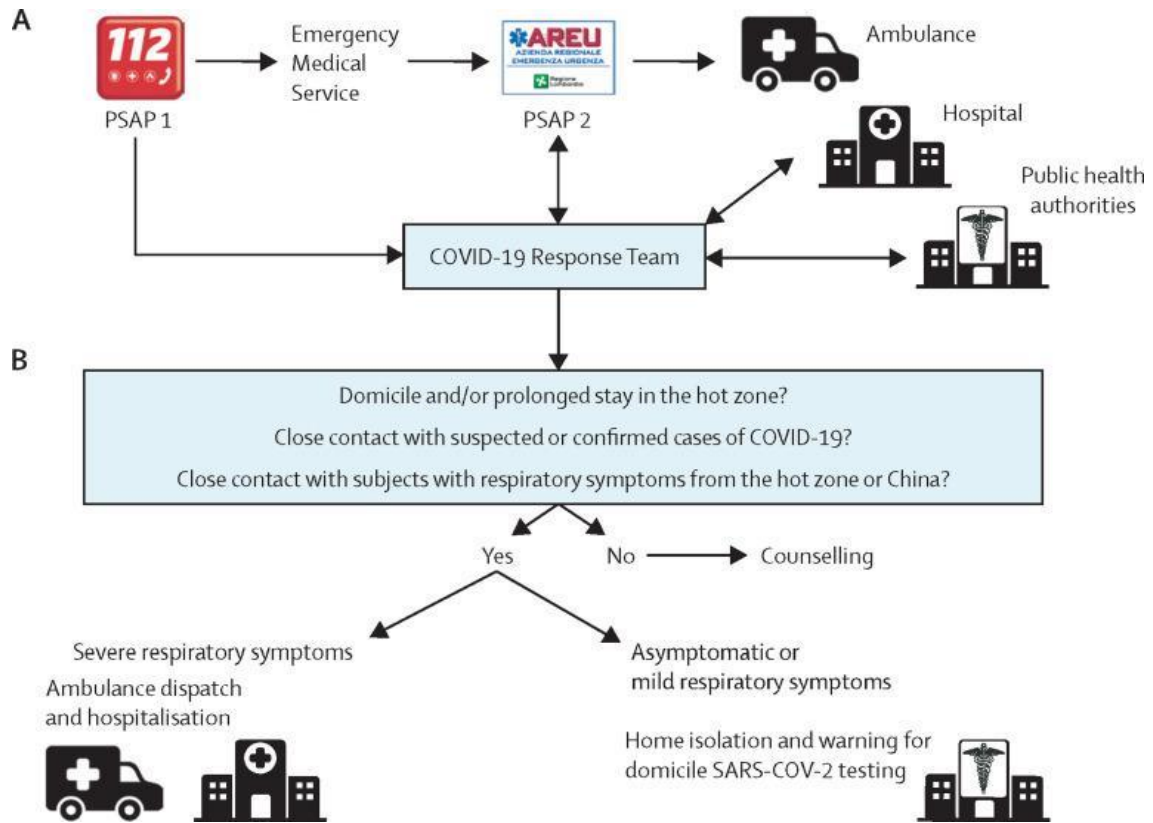 A
112
PSAP 1
Emergency
Medical
Service
AREU
AZIENDA REGIONALE
EMERGENZA URGENZA
Regione
Lombardia
PSAP 2
Ambulance
Hospital
Public health
authorities
COVID-19 Response Team
B
Domicile and/or prolonged stay in the hot zone?
Close contact with suspected or confirmed cases of COVID-19?
Close contact with subjects with respiratory symptoms from the hot zone or China?
Yes
No
Counselling
Severe respiratory symptoms
Ambulance dispatch
and hospitalisation
Asymptomatic or
mild respiratory symptoms
Home isolation and warning for
domicile SARS-COV-2 testing